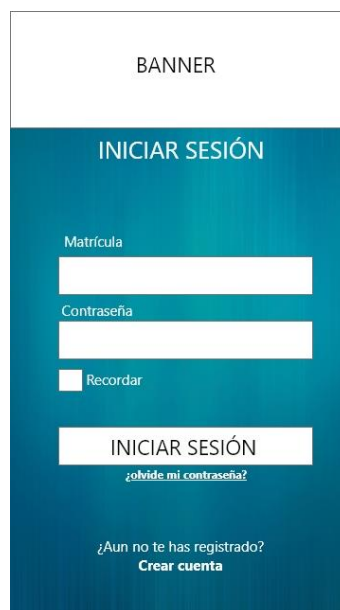 BANNER
INICIAR SESIÓN
Matrícula
Contraseña
Recordar
INICIAR SESIÓN
¿olvide mi contraseña?
¿Aun no te has registrado?
Crear cuenta